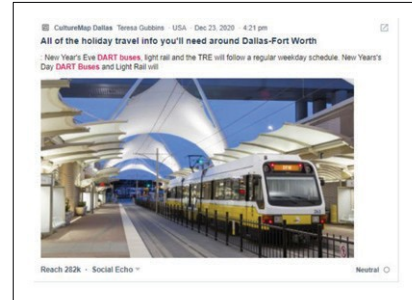 CultureMap Dallas Teresa Gubbins · USA · Dec 23, 2020 · 4:21 pm
All of the holiday travel info you'll need around Dallas-Fort Worth
: New Year's Eve DART buses, light rail and the TRE will follow a regular weekday schedule. New Years's
Day DART Buses and Light Rail will
Reach 282k · Social Echo
Neutral